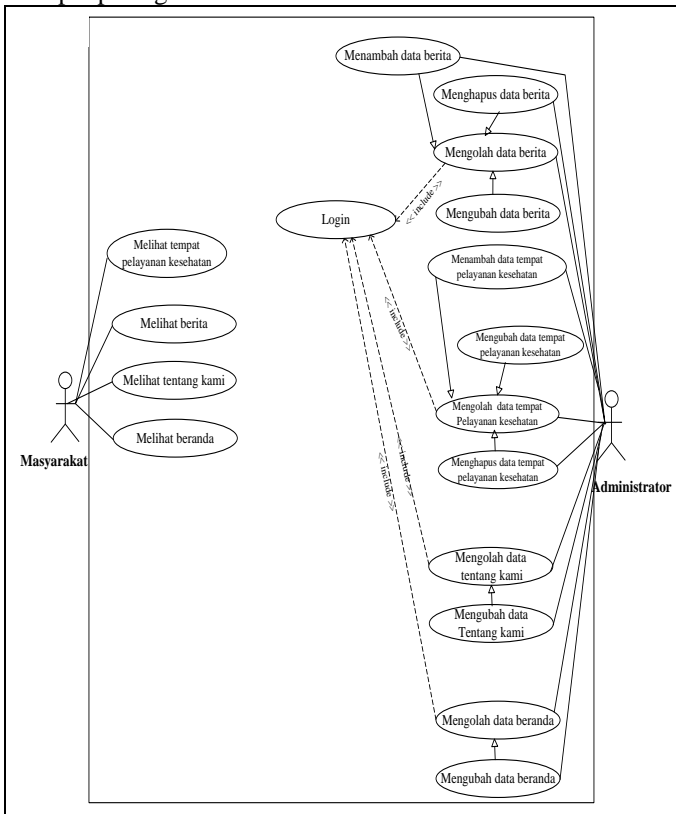 Menambah data berita
Menghapus data berita
Mengolah data berita
<< include >>
Mengubah data berita
Login
Melihat tempat
pelayanan kesehatan
Melihat berita
Melihat tentang kami
Melihat beranda
Masyarakat
Menambah data tempat
pelayanan kesehatan
<< include >>
Mengubah data tempat
pelayanan kesehatan
Mengolah data tempat
Pelayanan kesehatan
Menghapus data tempat
pelayanan kesehatan
Administrator
<< include >>
<< include >>
Mengolah data
tentang kami
Mengubah data
Tentang kami
Mengolah data beranda
Mengubah data beranda